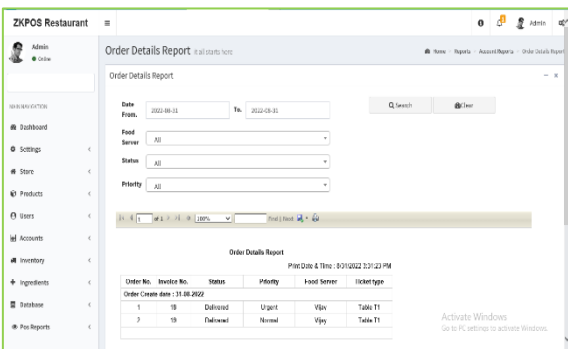 ZKPOS Restaurant
0
Admin
Admin
Online
Order Details Report it all starts here
Home - Reports - Account Reports - Order Details Report
Order Details Report
MAIN NAVIGATION
Dashboard
Settings
Store
Products
Users
Accounts
Inventory
Ingredients
Database
Pos Reports
Date From. 2022-08-31 To. 2022-08-31 Search Clear
Food Server All
Status All
Priority All
1 of 1 100% Find | Next
Order Details Report
Print Date & Time : 8/31/2022 3:31:23 PM
Order No. Invoice No. Status Priority Food Server Ticket type
Order Create date : 31-08-2022
1 19 Delivered Urgent Vijay Table T1
2 19 Delivered Normal Vijay Table T1
Activate Windows
Go to PC settings to activate Windows.